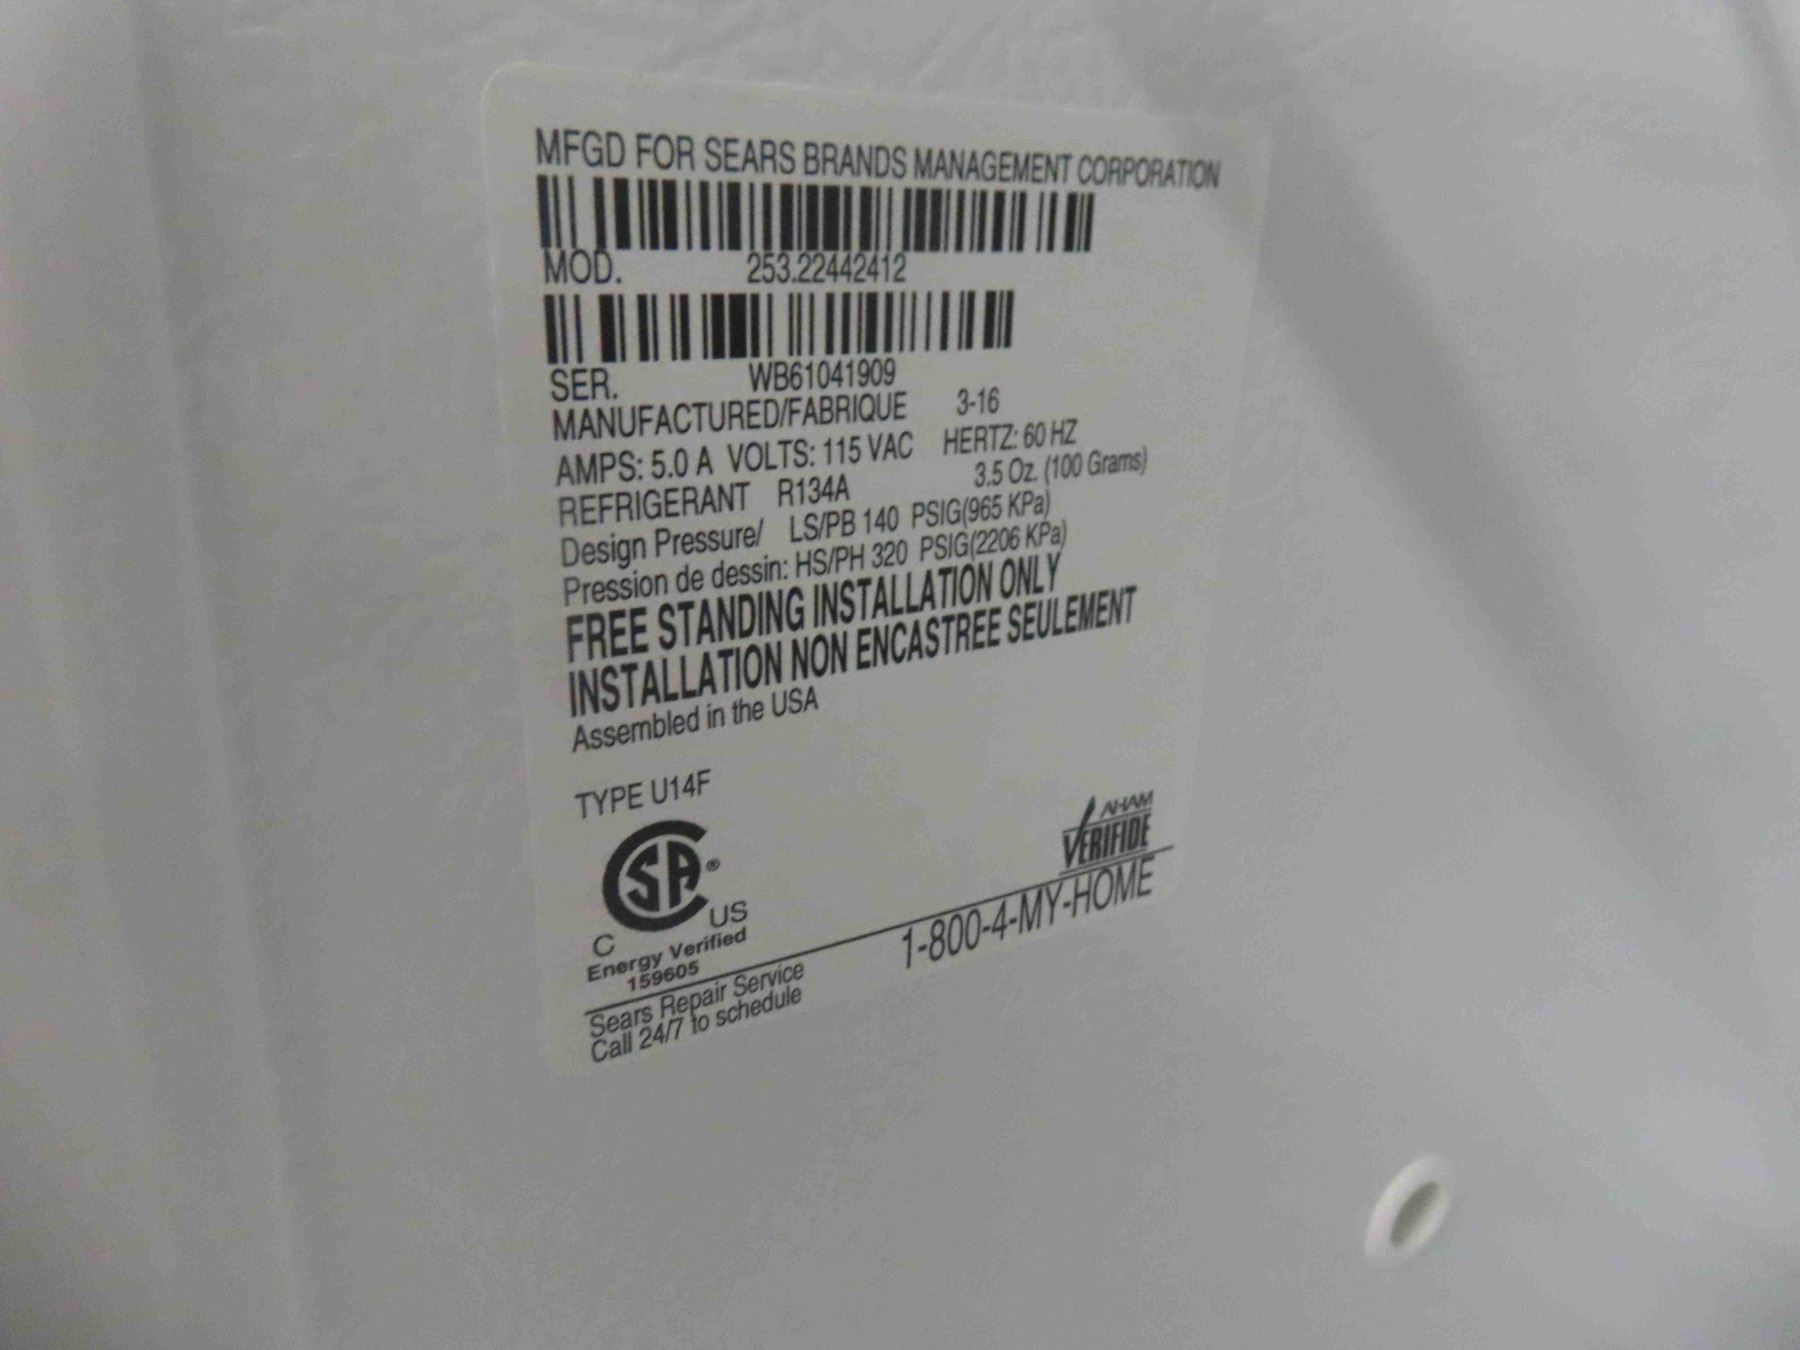 MFGD FOR SEARS BRANDS MANAGEMENT CORPORATION
MOD. 253.22442412
SER. WB61041909
MANUFACTURED/FABRIQUE 3-16
AMPS: 5.0 A VOLTS: 115 VAC HERTZ: 60 HZ
REFRIGERANT R134A 3.5 Oz. (100 Grams)
Design Pressure/ LS/PB 140 PSIG(965 KPa)
Pression de dessin: HS/PH 320 PSIG(2206 KPa)
FREE STANDING INSTALLATION ONLY
INSTALLATION NON ENCASTREE SEULEMENT
Assembled in the USA
TYPE U14F
SA ®
C US
Energy Verified
159605
AHAM
VERIFIDE
Sears Repair Service
Call 24/7 to schedule
1-800-4-MY-HOME